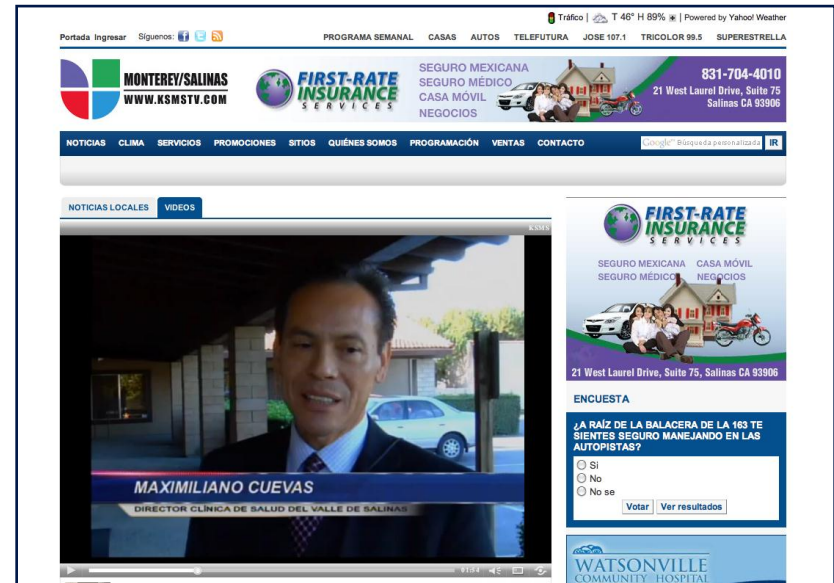 Tráfico | T 46° H 89% | Powered by Yahoo! Weather
Portada Ingresar Síguenos:
PROGRAMA SEMANAL CASAS AUTOS TELEFUTURA JOSE 107.1 TRICOLOR 99.5 SUPERESTRELLA
MONTEREY/SALINAS
WWW.KSMSTV.COM
FIRST-RATE
INSURANCE
SERVICES
SEGURO MEXICANA
SEGURO MÉDICO
CASA MÓVIL
NEGOCIOS
831-704-4010
21 West Laurel Drive, Suite 75
Salinas CA 93906
NOTICIAS CLIMA SERVICIOS PROMOCIONES SITIOS QUIÉNES SOMOS PROGRAMACIÓN VENTAS CONTACTO
Google™ Búsqueda personalizada IR
NOTICIAS LOCALES VIDEOS
KSMS
MAXIMILIANO CUEVAS
DIRECTOR CLÍNICA DE SALUD DEL VALLE DE SALINAS
FIRST-RATE
INSURANCE
SERVICES
SEGURO MEXICANA CASA MÓVIL
SEGURO MÉDICO NEGOCIOS
21 West Laurel Drive, Suite 75, Salinas CA 93906
ENCUESTA
¿A RAÍZ DE LA BALACERA DE LA 163 TE
SIENTES SEGURO MANEJANDO EN LAS
AUTOPISTAS?
Si
No
No se
Votar Ver resultados
WATSONVILLE
COMMUNITY HOSPITAL